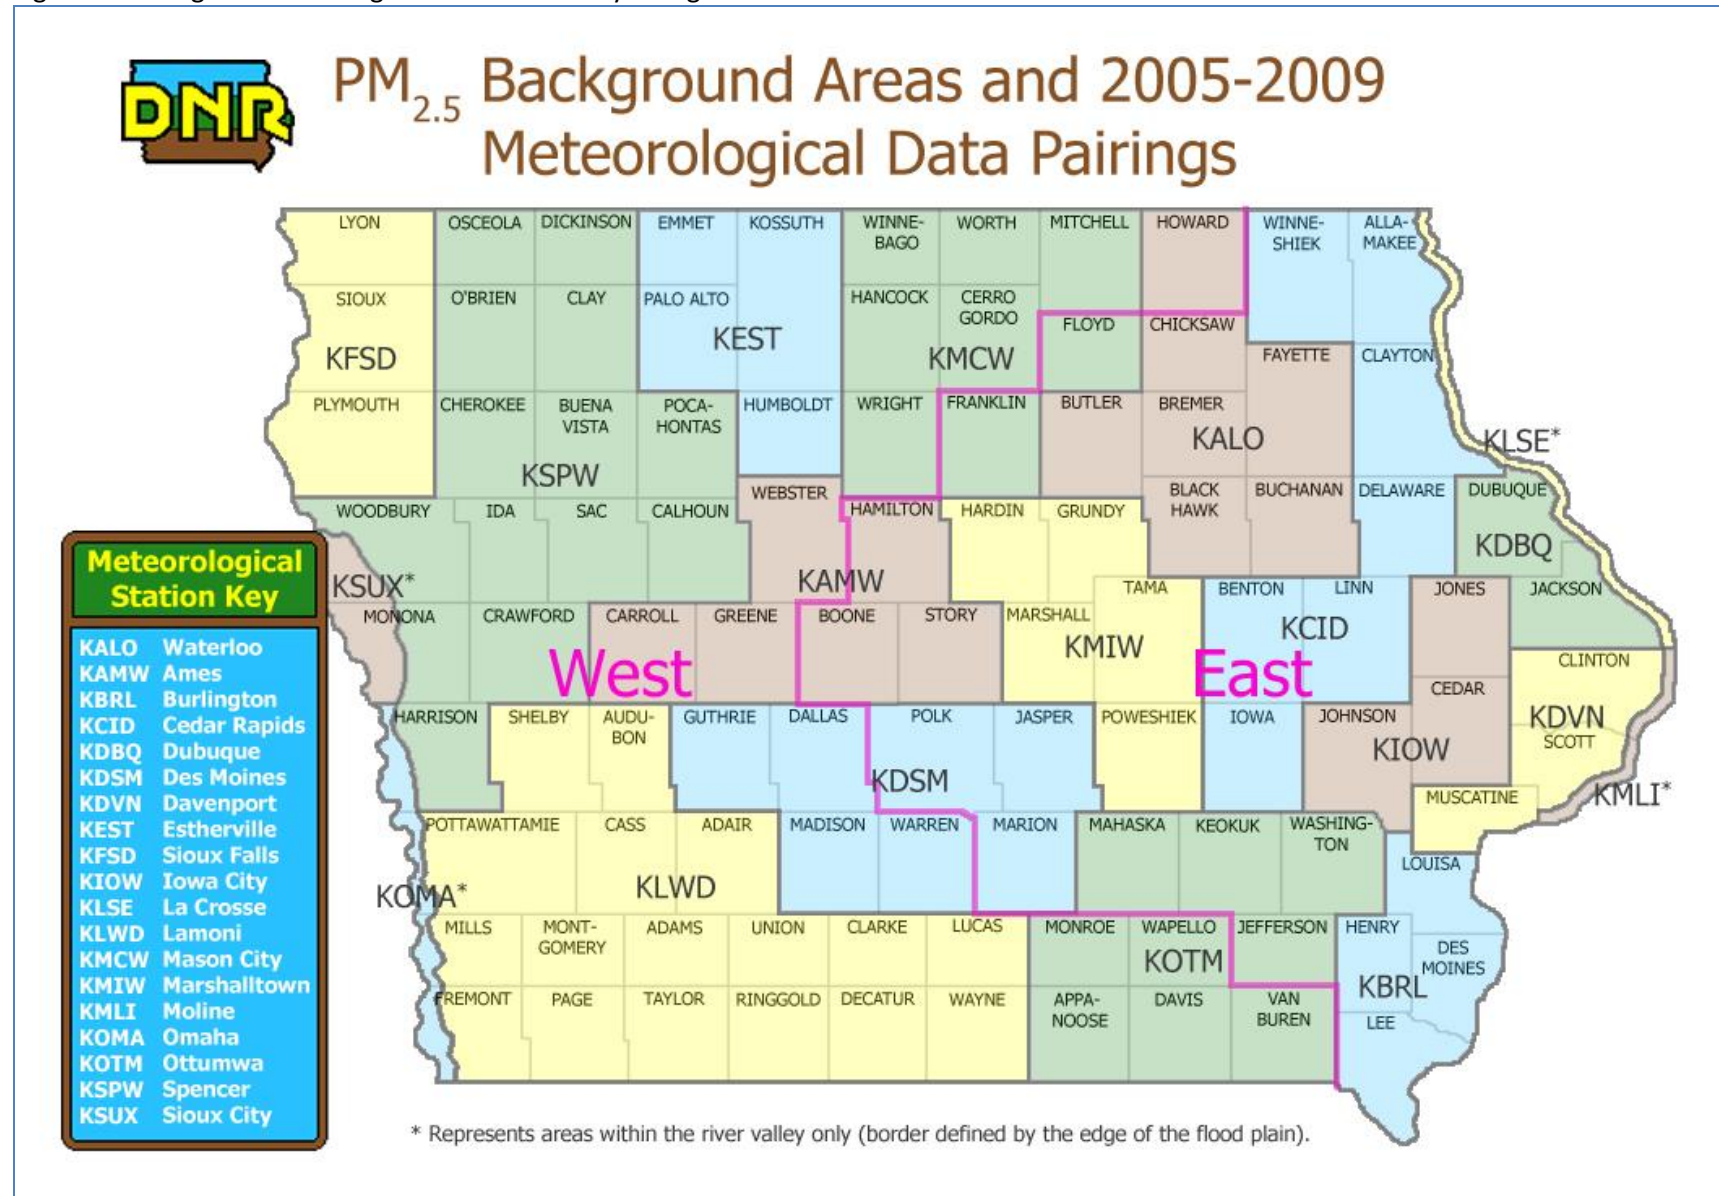 DNR
PM2.5 Background Areas and 2005-2009
Meteorological Data Pairings
LYON
OSCEOLA
DICKINSON
EMMET
KOSSUTH
WINNE-
BAGO
WORTH
MITCHELL
HOWARD
WINNE-
SHIEK
ALLA-
MAKEE
SIOUX
O'BRIEN
CLAY
PALO ALTO
HANCOCK
CERRO
GORDO
FLOYD
CHICKSAW
KFSD
KEST
KMCW
FAYETTE
CLAYTON
PLYMOUTH
CHEROKEE
BUENA
VISTA
POCA-
HONTAS
HUMBOLDT
WRIGHT
FRANKLIN
BUTLER
BREMER
KALO
KLSE*
KSPW
WEBSTER
BLACK
HAWK
BUCHANAN
DELAWARE
DUBUQUE
WOODBURY
IDA
SAC
CALHOUN
HAMILTON
HARDIN
GRUNDY
KDBQ
KSUX*
KAMW
TAMA
BENTON
LINN
JONES
JACKSON
MONONA
CRAWFORD
CARROLL
GREENE
BOONE
STORY
MARSHALL
KMIW
KCID
West
East
CLINTON
CEDAR
HARRISON
SHELBY
AUDU-
BON
GUTHRIE
DALLAS
POLK
JASPER
POWESHIEK
IOWA
JOHNSON
KDVN
SCOTT
KIOW
KDSM
KMLI*
MUSCATINE
POTTAWATTAMIE
CASS
ADAIR
MADISON
WARREN
MARION
MAHASKA
KEOKUK
WASHING-
TON
LOUISA
KOMA*
KLWD
MILLS
MONT-
GOMERY
ADAMS
UNION
CLARKE
LUCAS
MONROE
WAPELLO
JEFFERSON
HENRY
DES
MOINES
KOTM
KBRL
FREMONT
PAGE
TAYLOR
RINGGOLD
DECATUR
WAYNE
APPA-
NOOSE
DAVIS
VAN
BUREN
LEE
Meteorological
Station Key
KALO Waterloo
KAMW Ames
KBRL Burlington
KCID Cedar Rapids
KDBQ Dubuque
KDSM Des Moines
KDVN Davenport
KEST Estherville
KFSD Sioux Falls
KIOW Iowa City
KLSE La Crosse
KLWD Lamoni
KMCW Mason City
KMIW Marshalltown
KMLI Moline
KOMA Omaha
KOTM Ottumwa
KSPW Spencer
KSUX Sioux City
* Represents areas within the river valley only (border defined by the edge of the flood plain).